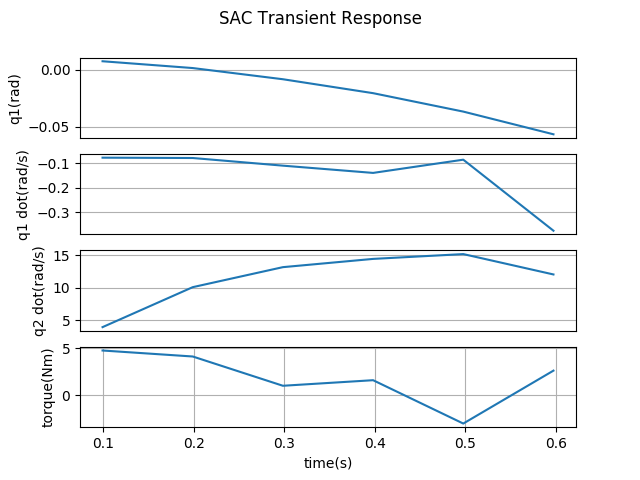 SAC Transient Response
q1(rad)
0.00
−0.05
q1 dot(rad/s)
−0.1
−0.2
−0.3
q2 dot(rad/s)
15
10
5
torque(Nm)
5
0
0.1 0.2 0.3 0.4 0.5 0.6
time(s)